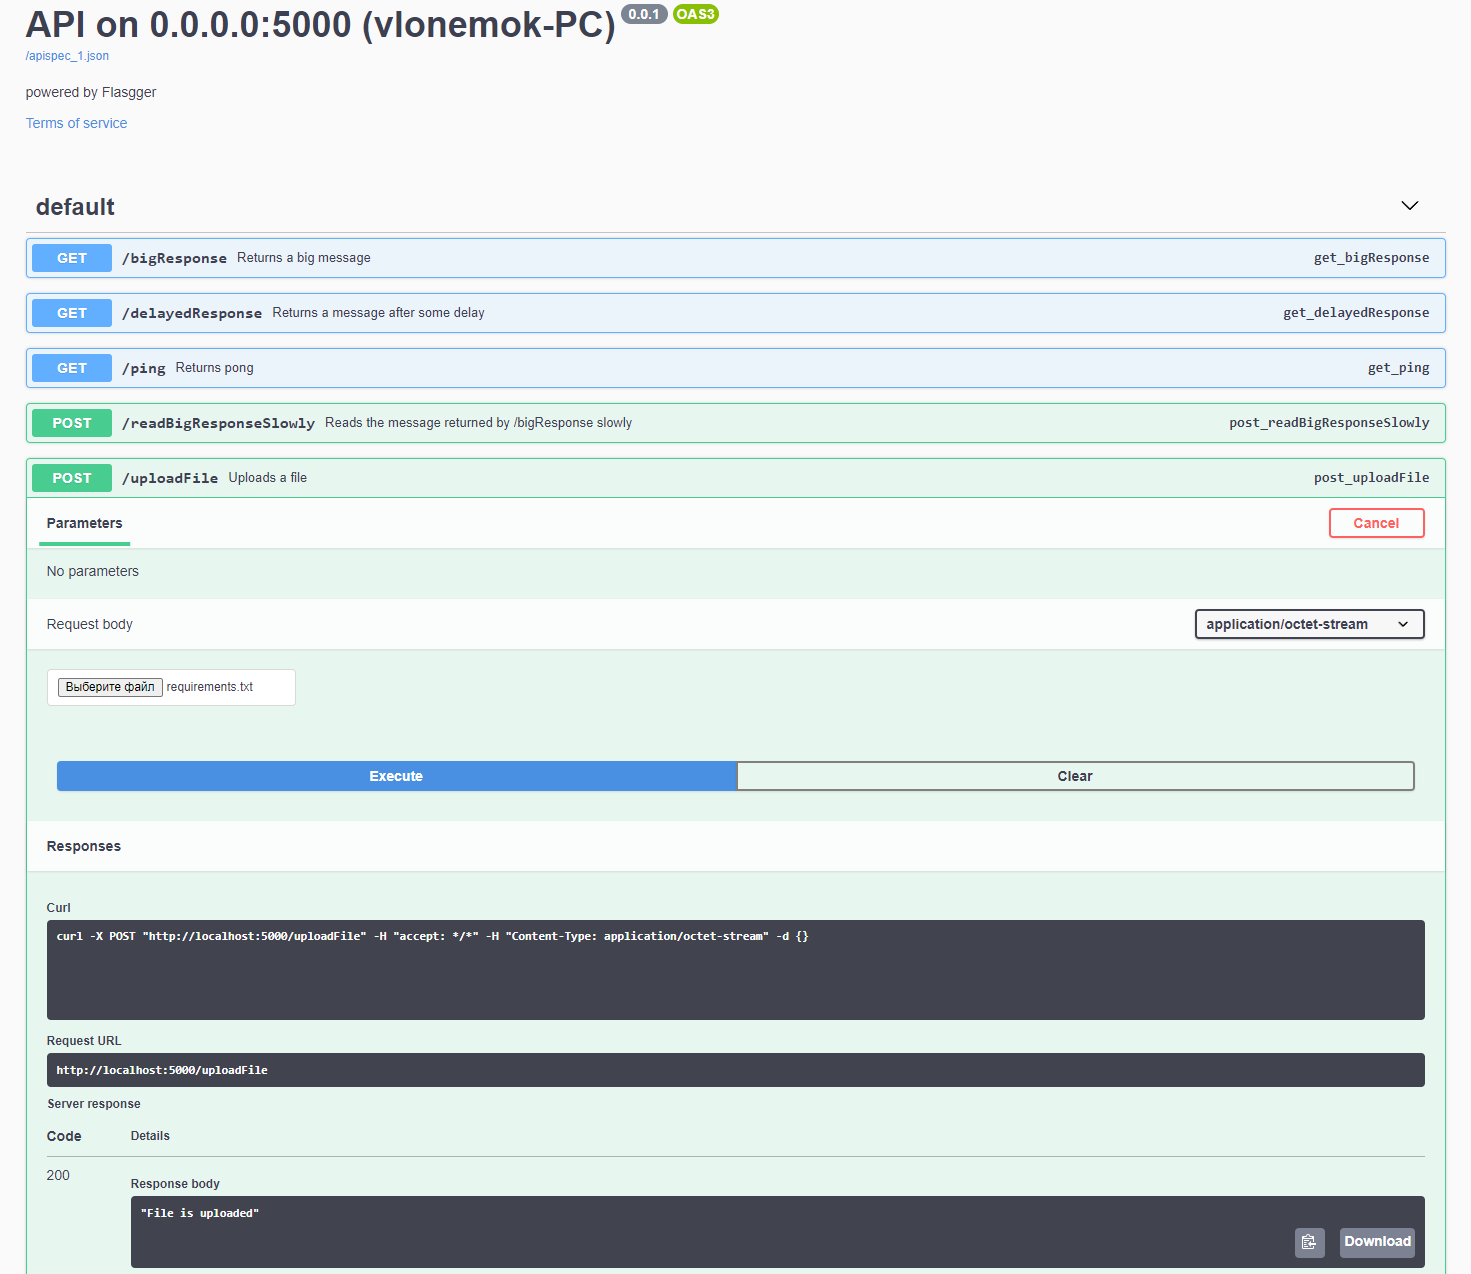 API on 0.0.0.0:5000 (vlonemok-PC) 0.0.1 OAS3
/apispec_1.json
powered by Flasgger
Terms of service
default
GET /bigResponse Returns a big message get_bigResponse
GET /delayedResponse Returns a message after some delay get_delayedResponse
GET /ping Returns pong get_ping
POST /readBigResponseSlowly Reads the message returned by /bigResponse slowly post_readBigResponseSlowly
POST /uploadFile Uploads a file post_uploadFile
Parameters Cancel
No parameters
Request body application/octet-stream
Выберите файл requirements.txt
Execute Clear
Responses
Curl
curl -X POST "http://localhost:5000/uploadFile" -H "accept: */*" -H "Content-Type: application/octet-stream" -d {}
Request URL
http://localhost:5000/uploadFile
Server response
Code Details
200
Response body
"File is uploaded"
Download